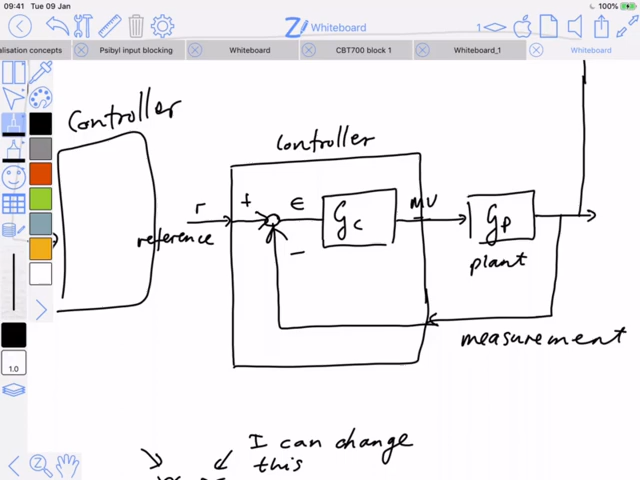 09:41 Tue 09 Jan
100%
Whiteboard
1
alisation concepts
Psibyl input blocking
Whiteboard
CBT700 block 1
Whiteboard_1
Whiteboard
Controller
Controller
r
+
ϵ
Gc
MV
Gp
reference
−
plant
measurement
1.0
I can change
this